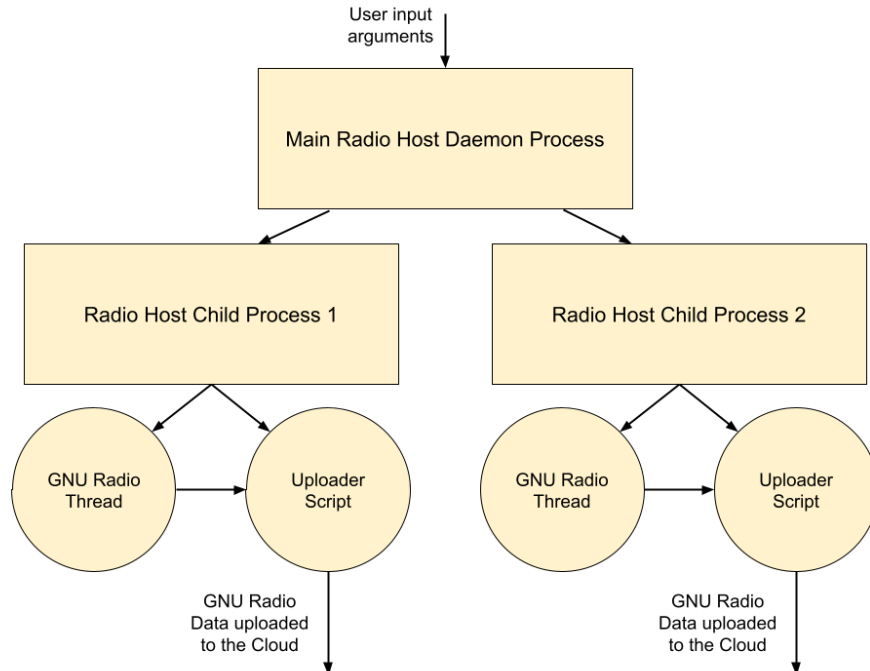 User input
arguments
Main Radio Host Daemon Process
Radio Host Child Process 1
Radio Host Child Process 2
GNU Radio
Thread
Uploader
Script
GNU Radio
Thread
Uploader
Script
GNU Radio
Data uploaded
to the Cloud
GNU Radio
Data uploaded
to the Cloud